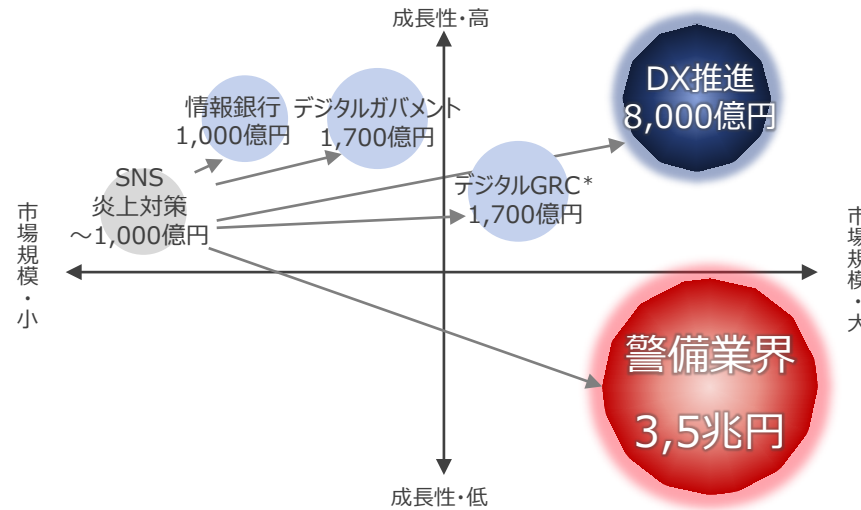 成長性・高
DX推進
8,000億円
情報銀行
1,000億円
デジタルガバメント
1,700億円
SNS
炎上対策
～1,000億円
デジタルGRC*
1,700億円
市場規模・小
市場規模・大
警備業界
3,5兆円
成長性・低